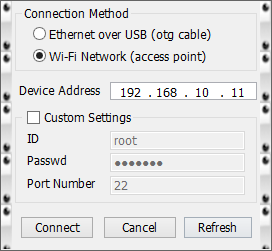 Connection Method
Ethernet over USB (otg cable)
Wi-Fi Network (access point)
Device Address 192 . 168 . 10 . 11
Custom Settings
ID root
Passwd •••••••
Port Number 22
Connect Cancel Refresh